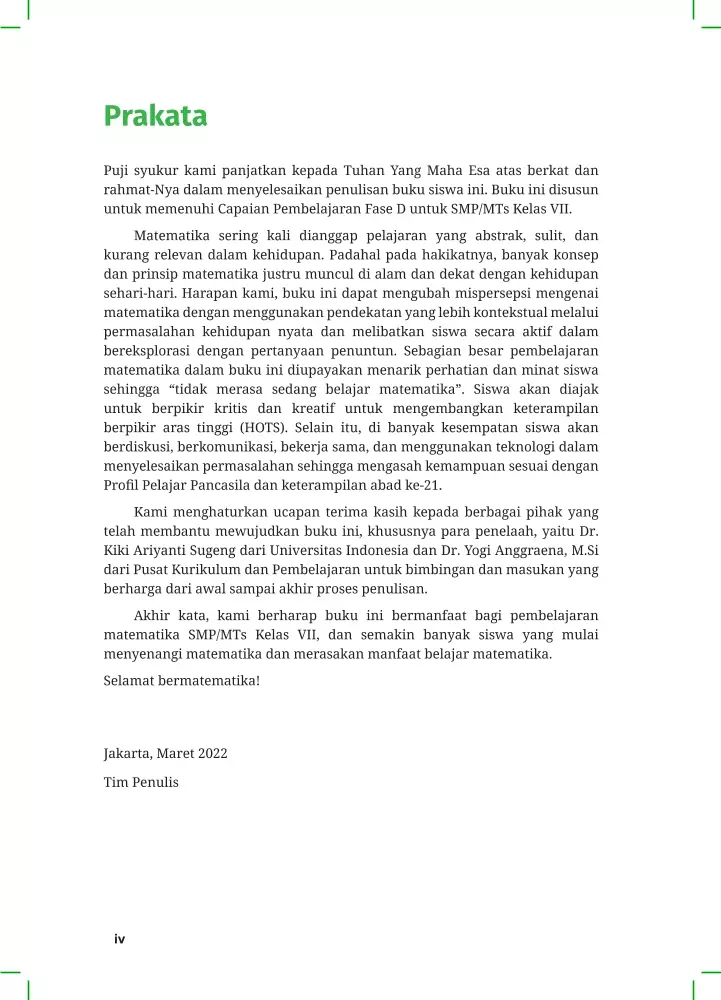 Prakata
Puji syukur kami panjatkan kepada Tuhan Yang Maha Esa atas berkat dan
rahmat-Nya dalam menyelesaikan penulisan buku siswa ini. Buku ini disusun
untuk memenuhi Capaian Pembelajaran Fase D untuk SMP/MTs Kelas VII.
Matematika sering kali dianggap pelajaran yang abstrak, sulit, dan
kurang relevan dalam kehidupan. Padahal pada hakikatnya, banyak konsep
dan prinsip matematika justru muncul di alam dan dekat dengan kehidupan
sehari-hari. Harapan kami, buku ini dapat mengubah mispersepsi mengenai
matematika dengan menggunakan pendekatan yang lebih kontekstual melalui
permasalahan kehidupan nyata dan melibatkan siswa secara aktif dalam
bereksplorasi dengan pertanyaan penuntun. Sebagian besar pembelajaran
matematika dalam buku ini diupayakan menarik perhatian dan minat siswa
sehingga “tidak merasa sedang belajar matematika”. Siswa akan diajak
untuk berpikir kritis dan kreatif untuk mengembangkan keterampilan
berpikir aras tinggi (HOTS). Selain itu, di banyak kesempatan siswa akan
berdiskusi, berkomunikasi, bekerja sama, dan menggunakan teknologi dalam
menyelesaikan permasalahan sehingga mengasah kemampuan sesuai dengan
Profil Pelajar Pancasila dan keterampilan abad ke-21.
Kami menghaturkan ucapan terima kasih kepada berbagai pihak yang
telah membantu mewujudkan buku ini, khususnya para penelaah, yaitu Dr.
Kiki Ariyanti Sugeng dari Universitas Indonesia dan Dr. Yogi Anggraena, M.Si
dari Pusat Kurikulum dan Pembelajaran untuk bimbingan dan masukan yang
berharga dari awal sampai akhir proses penulisan.
Akhir kata, kami berharap buku ini bermanfaat bagi pembelajaran
matematika SMP/MTs Kelas VII, dan semakin banyak siswa yang mulai
menyenangi matematika dan merasakan manfaat belajar matematika.
Selamat bermatematika!
Jakarta, Maret 2022
Tim Penulis
iv